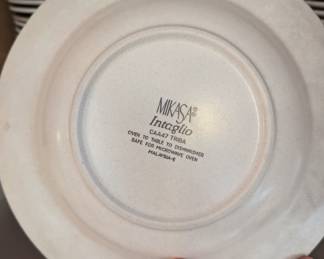 MIKASA®
Intaglio
CAA47 TRIBA
OVEN TO TABLE TO DISHWASHER
SAFE FOR MICROWAVE OVEN
MALAYSIA-E